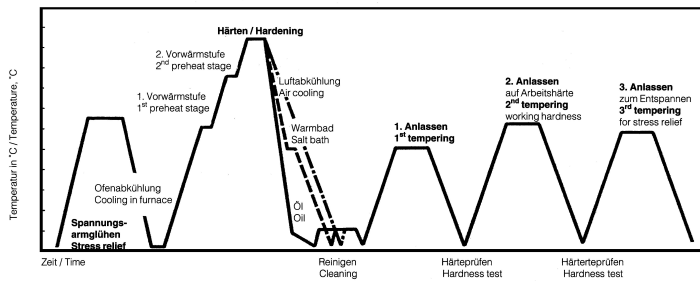 Temperatur in °C / Temperature, °C
Härten / Hardening
2. Vorwärmstufe
2nd preheat stage
1. Vorwärmstufe
1st preheat stage
Luftabkühlung
Air cooling
Warmbad
Salt bath
Öl
Oil
Ofenabkühlung
Cooling in furnace
Spannungs-
armglühen
Stress relief
1. Anlassen
1st tempering
2. Anlassen
auf Arbeitshärte
2nd tempering
working hardness
3. Anlassen
zum Entspannen
3rd tempering
for stress relief
Zeit / Time
Reinigen
Cleaning
Härteprüfen
Hardness test
Härterteprüfen
Hardness test